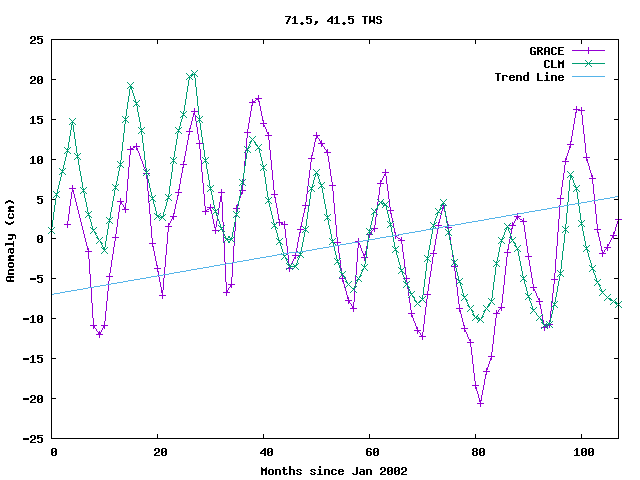 71.5, 41.5 TWS
GRACE
CLM
Trend Line
25
20
15
10
5
0
-5
-10
-15
-20
-25
Anomaly (cm)
0 20 40 60 80 100
Months since Jan 2002